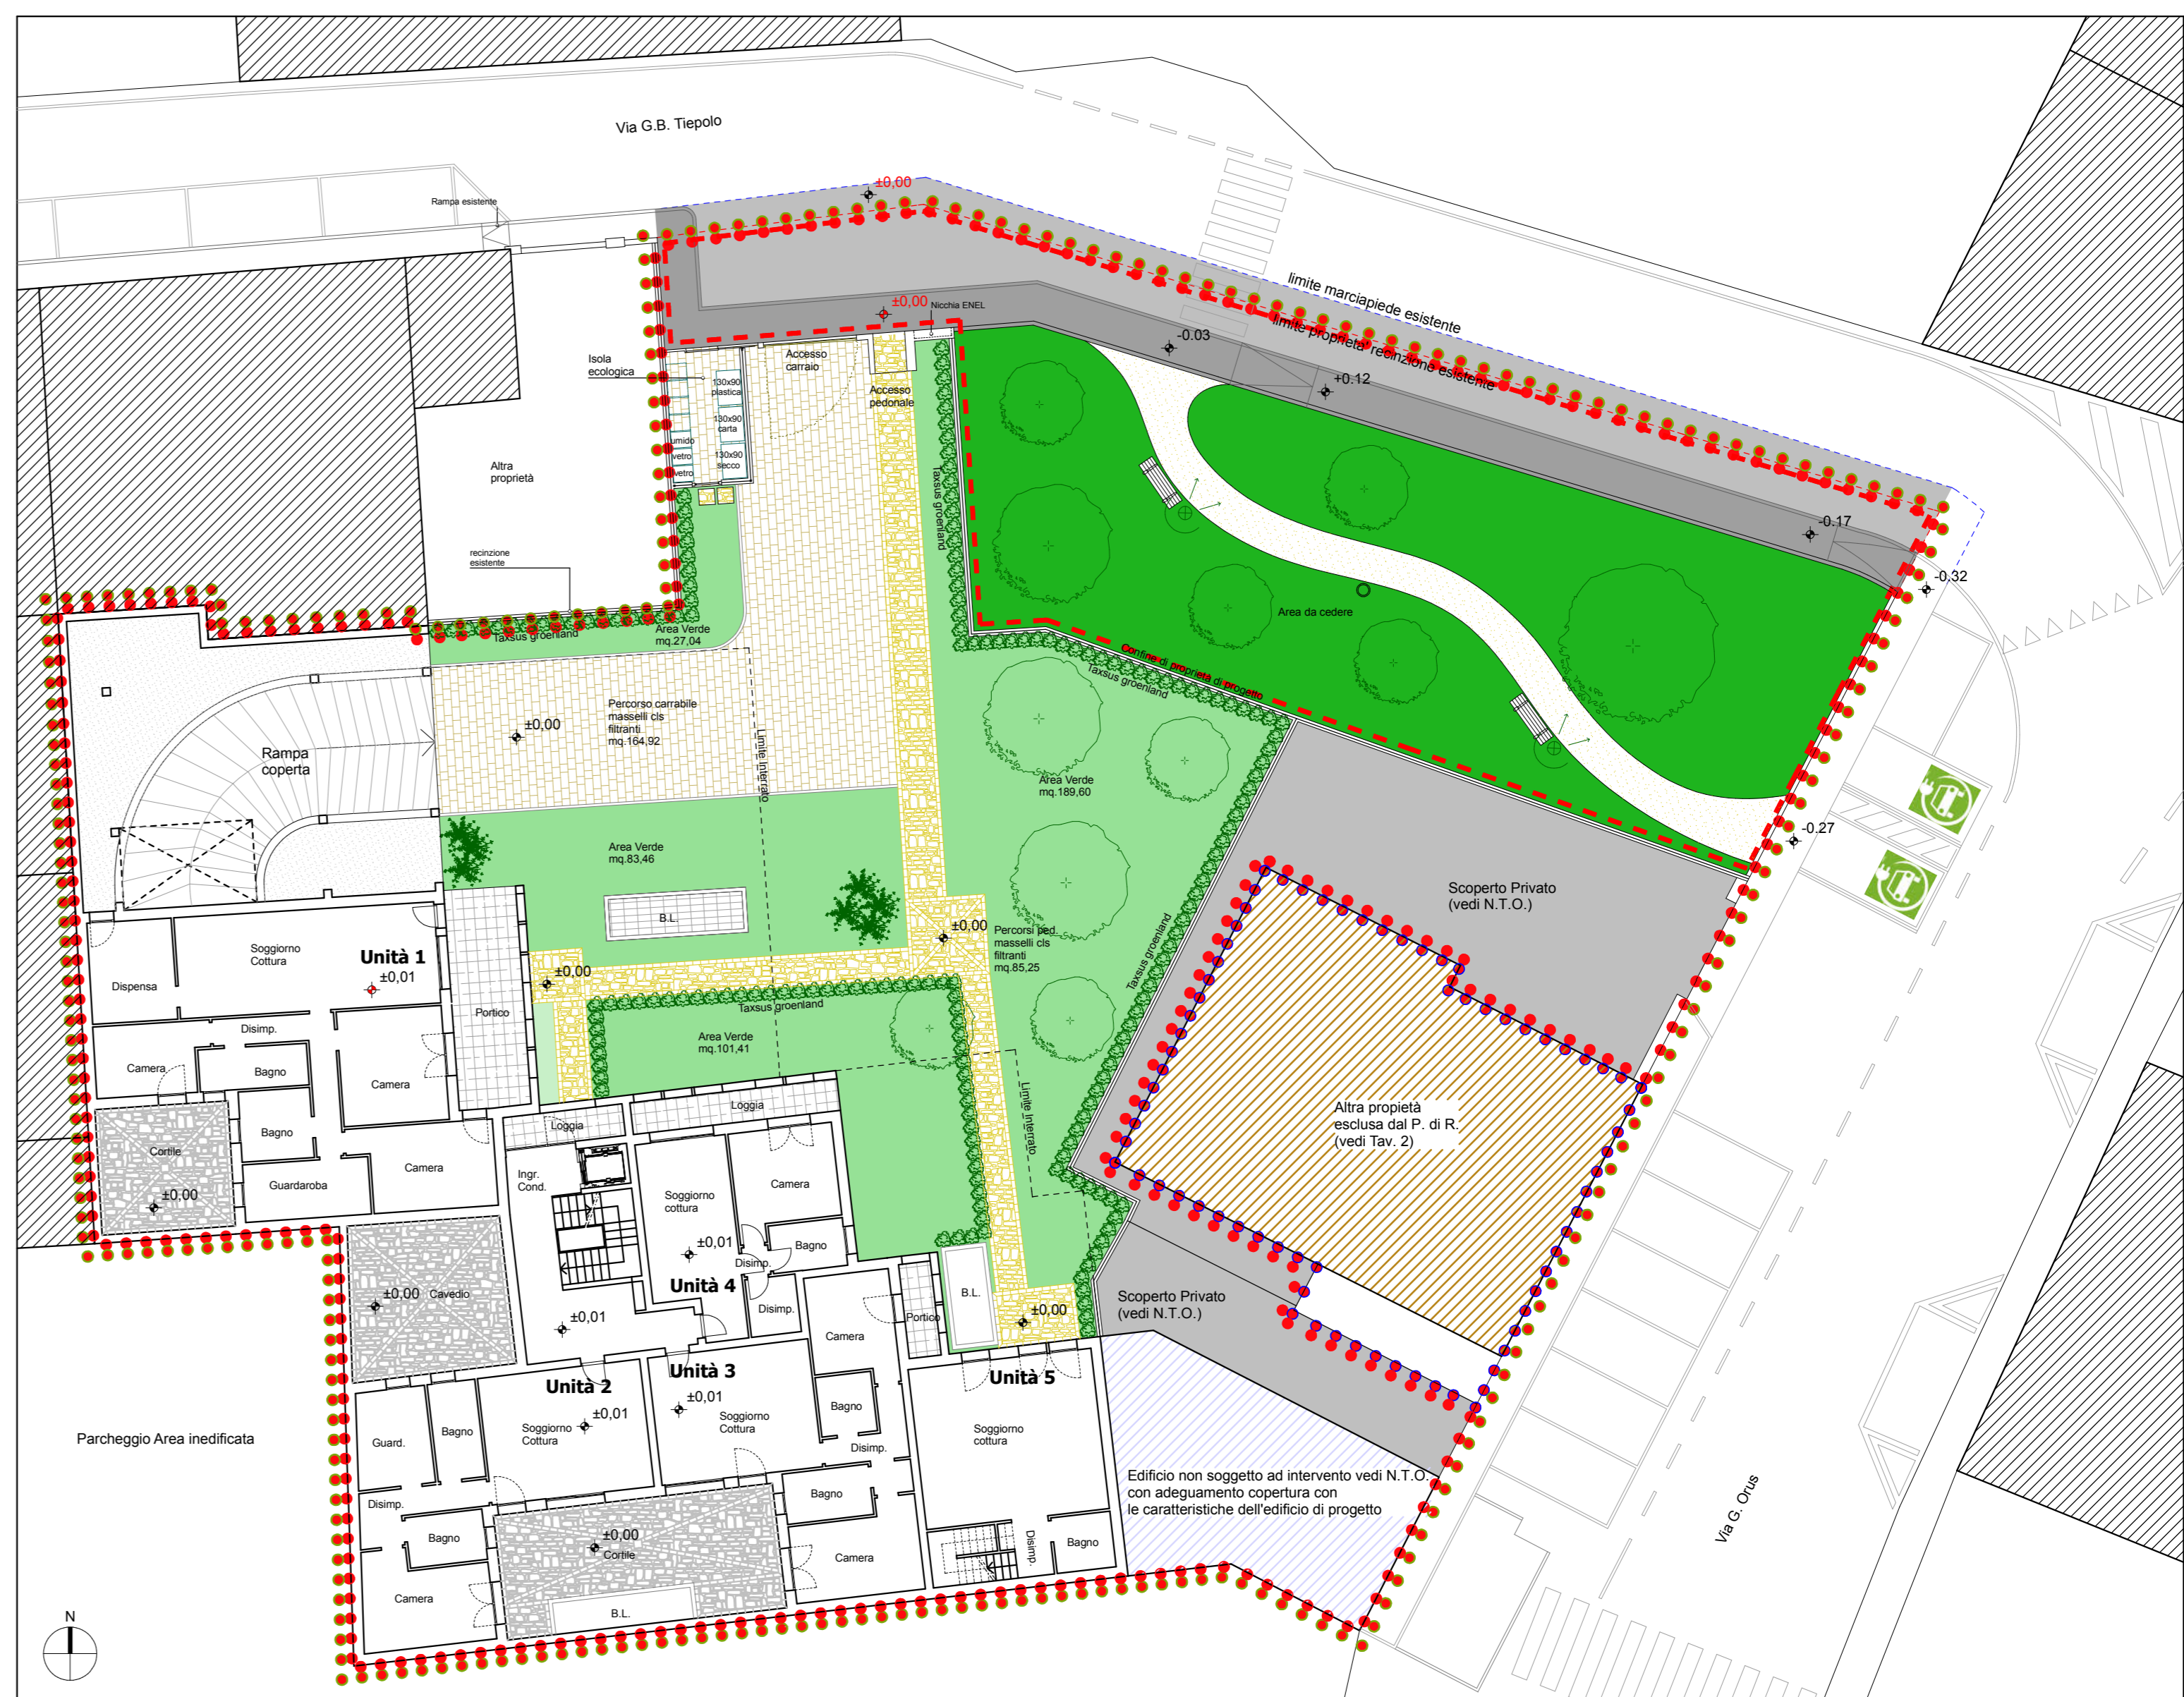 Via G.B. Tiepolo
Rampa esistente
±0,00
limite marciapiede esistente
limite proprieta' recinzione esistente
±0,00
Nicchia ENEL
-0.03
+0.12
-0.17
-0.32
-0.27
Isola
ecologica
Accesso
carraio
Accesso
pedonale
130x90
plastica
130x90
carta
130x90
secco
umido
vetro
vetro
Altra
proprietà
recinzione
esistente
Taxsus groenland
Taxsus groenland
Area Verde
mq.27,04
Area da cedere
Confine di proprietà di progetto
Taxsus groenland
Percorso carrabile
masselli cls
filtranti
mq.164,92
±0,00
Limite Interrato
Rampa
coperta
Area Verde
mq.189,60
Area Verde
mq.83,46
B.L.
Scoperto Privato
(vedi N.T.O.)
±0,00
Percorsi ped.
masselli cls
filtranti
mq.85,25
Taxsus groenland
±0,00
Soggiorno
Cottura
Unità 1
±0,01
Dispensa
Portico
Taxsus groenland
Area Verde
mq.101,41
Disimp.
Camera
Bagno
Camera
Limite Interrato
Loggia
Loggia
Altra propietà
esclusa dal P. di R.
(vedi Tav. 2)
Cortile
±0,00
Bagno
Camera
Guardaroba
Ingr.
Cond.
Soggiorno
cottura
Camera
±0,01
Bagno
Disimp.
Unità 4
Disimp.
±0,00
Cavedio
±0,01
Camera
Portico
B.L.
±0,00
Scoperto Privato
(vedi N.T.O.)
Unità 2
±0,01
Unità 3
±0,01
Unità 5
Parcheggio Area inedificata
Guard.
Bagno
Soggiorno
Cottura
Soggiorno
Cottura
Bagno
Disimp.
Soggiorno
cottura
Edificio non soggetto ad intervento vedi N.T.O.
con adeguamento copertura con
le caratteristiche dell'edificio di progetto
Disimp.
Bagno
±0,00
Cortile
Bagno
Camera
Disimp.
Bagno
Camera
B.L.
Via G. Orus
N